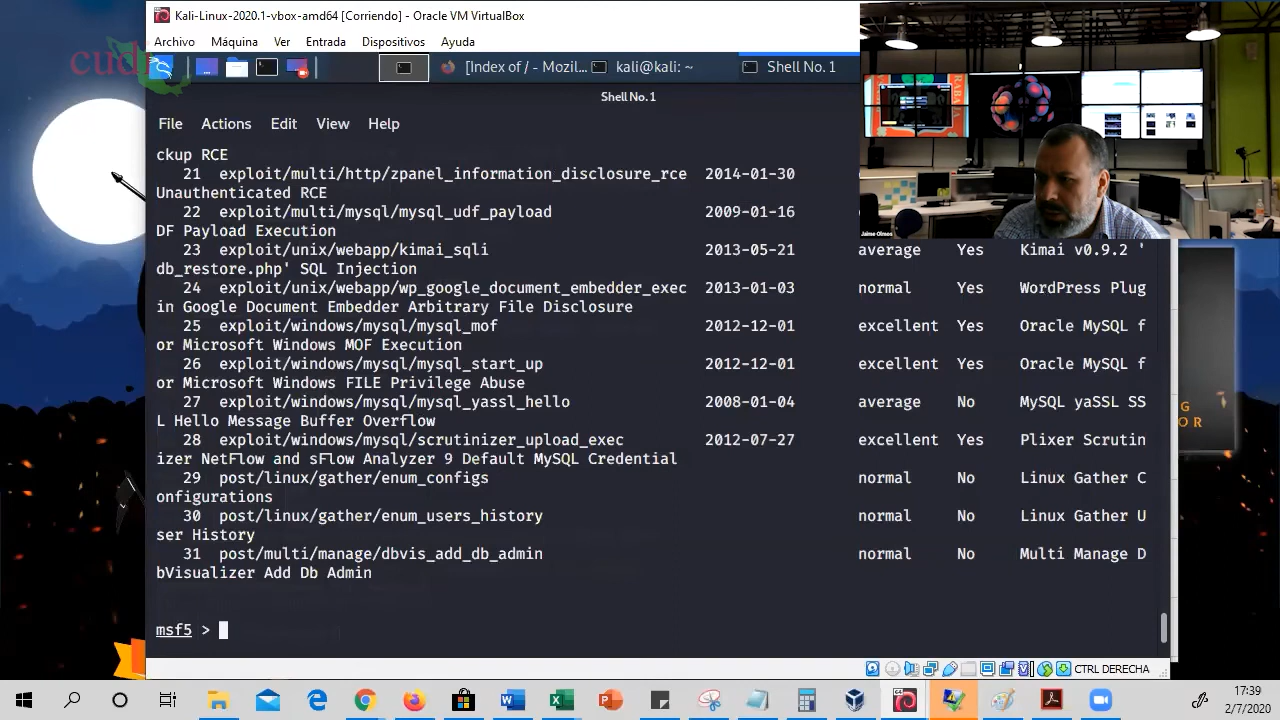 Kali-Linux-2020.1-vbox-amd64 [Corriendo] - Oracle VM VirtualBox
Archivo Ver Entrada Ayuda
[Index of / - Mozil... kali@kali: ~ Shell No. 1
Shell No. 1
File Actions Edit View Help
ckup RCE
21 exploit/multi/http/zpanel_information_disclosure_rce 2014-01-30
Unauthenticated RCE
22 exploit/multi/mysql/mysql_udf_payload 2009-01-16
DF Payload Execution
exploit/unix/webapp/kimai_sqli 2013-05-21 average Yes Kimai v0.9.2 '
db_restore.php' SQL Injection
24 exploit/unix/webapp/wp_google_document_embedder_exec 2013-01-03 normal Yes WordPress Plug
in Google Document Embedder Arbitrary File Disclosure
25 exploit/windows/mysql/mysql_mof 2012-12-01 excellent Yes Oracle MySQL f
or Microsoft Windows MOF Execution
26 exploit/windows/mysql/mysql_start_up 2012-12-01 excellent Yes Oracle MySQL f
or Microsoft Windows FILE Privilege Abuse
27 exploit/windows/mysql/mysql_yassl_hello 2008-01-04 average No MySQL yaSSL SS
L Hello Message Buffer Overflow
28 exploit/windows/mysql/scrutinizer_upload_exec 2012-07-27 excellent Yes Plixer Scrutin
izer NetFlow and sFlow Analyzer 9 Default MySQL Credential
29 post/linux/gather/enum_configs normal No Linux Gather C
onfigurations
30 post/linux/gather/enum_users_history normal No Linux Gather U
ser History
31 post/multi/manage/dbvis_add_db_admin normal No Multi Manage D
bVisualizer Add Db Admin
msf5 >
CTRL DERECHA
Jaime Olmos
G
OR
17:39
2/7/2020